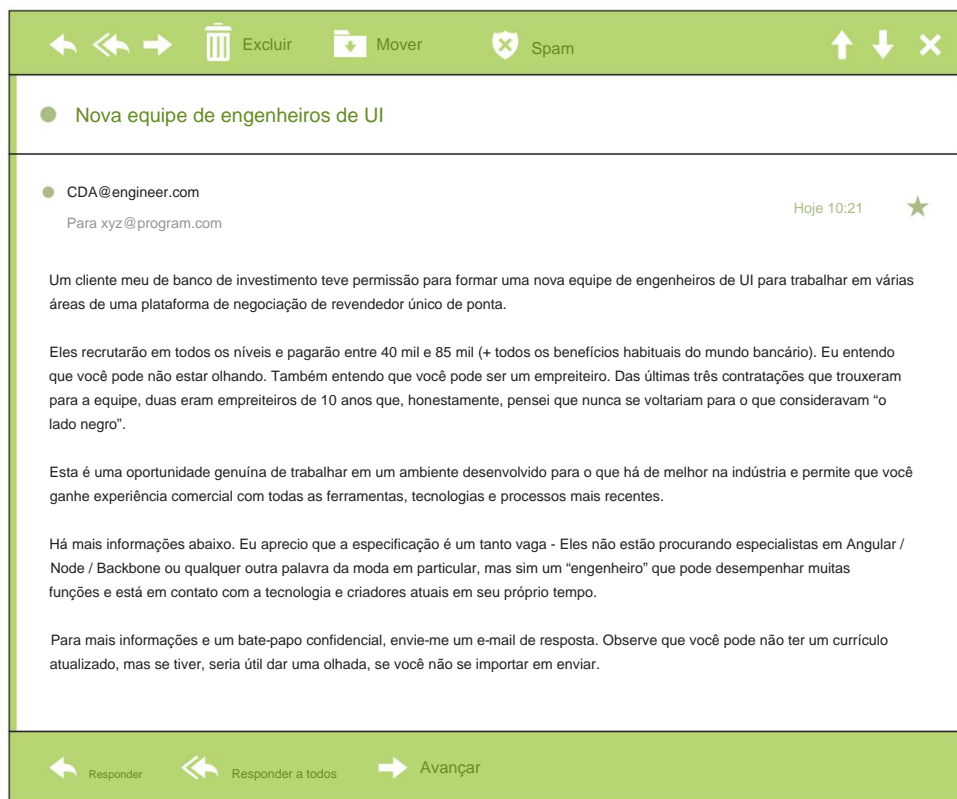 Excluir Mover Spam
Nova equipe de engenheiros de UI
CDA@engineer.com
Hoje 10:21
Para xyz@program.com
Um cliente meu de banco de investimento teve permissão para formar uma nova equipe de engenheiros de UI para trabalhar em várias
áreas de uma plataforma de negociação de revendedor único de ponta.
Eles recrutarão em todos os níveis e pagarão entre 40 mil e 85 mil (+ todos os benefícios habituais do mundo bancário). Eu entendo
que você pode não estar olhando. Também entendo que você pode ser um empreiteiro. Das últimas três contratações que trouxeram
para a equipe, duas eram empreiteiros de 10 anos que, honestamente, pensei que nunca se voltariam para o que consideravam “o
lado negro”.
Esta é uma oportunidade genuína de trabalhar em um ambiente desenvolvido para o que há de melhor na indústria e permite que você
ganhe experiência comercial com todas as ferramentas, tecnologias e processos mais recentes.
Há mais informações abaixo. Eu aprecio que a especificação é um tanto vaga - Eles não estão procurando especialistas em Angular /
Node / Backbone ou qualquer outra palavra da moda em particular, mas sim um “engenheiro” que pode desempenhar muitas
funções e está em contato com a tecnologia e criadores atuais em seu próprio tempo.
Para mais informações e um bate-papo confidencial, envie-me um e-mail de resposta. Observe que você pode não ter um currículo
atualizado, mas se tiver, seria útil dar uma olhada, se você não se importar em enviar.
Responder Responder a todos Avançar